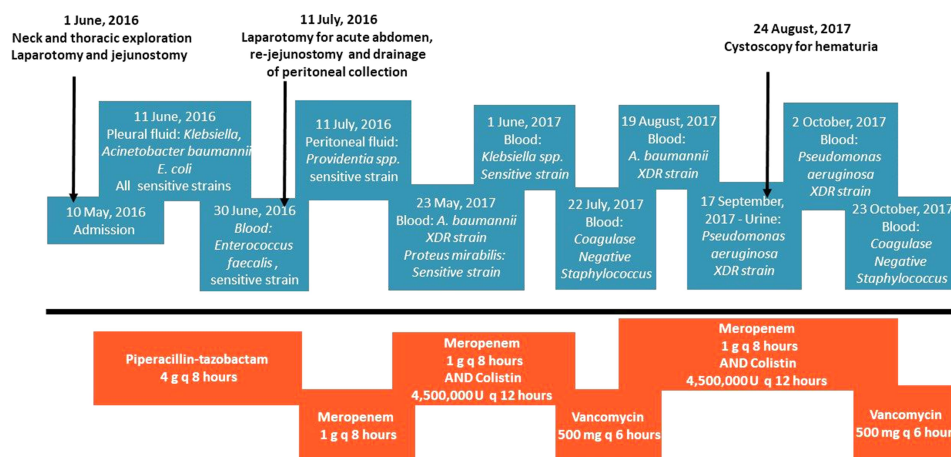 1 June, 2016
Neck and thoracic exploration
Laparotomy and jejunostomy
11 July, 2016
Laparotomy for acute abdomen,
re-jejunostomy and drainage
of peritoneal collection
24 August, 2017
Cystoscopy for hematuria
10 May, 2016
Admission
11 June, 2016
Pleural fluid: Klebsiella,
Acinetobacter baumannii
E. coli
All sensitive strains
30 June, 2016
Blood:
Enterococcus
faecalis ,
sensitive strain
11 July, 2016
Peritoneal fluid:
Providentia spp.
sensitive strain
23 May, 2017
Blood: A. baumannii
XDR strain
Proteus mirabilis:
Sensitive strain
1 June, 2017
Blood:
Klebsiella spp.
Sensitive strain
22 July, 2017
Blood:
Coagulase
Negative
Staphylococcus
19 August, 2017
Blood:
A. baumannii
XDR strain
17 September,
2017 - Urine:
Pseudomonas
aeruginosa
XDR strain
2 October, 2017
Blood:
Pseudomonas
aeruginosa
XDR strain
23 October, 2017
Blood:
Coagulase
Negative
Staphylococcus
Piperacillin-tazobactam
4 g q 8 hours
Meropenem
1g q 8 hours
Meropenem
1 g q 8 hours
AND Colistin
4,500,000 U q 12 hours
Vancomycin
500 mg q 6 hours
Meropenem
1 g q 8 hours
AND Colistin
4,500,000 U q 12 hours
Vancomycin
500 mg q 6 hours